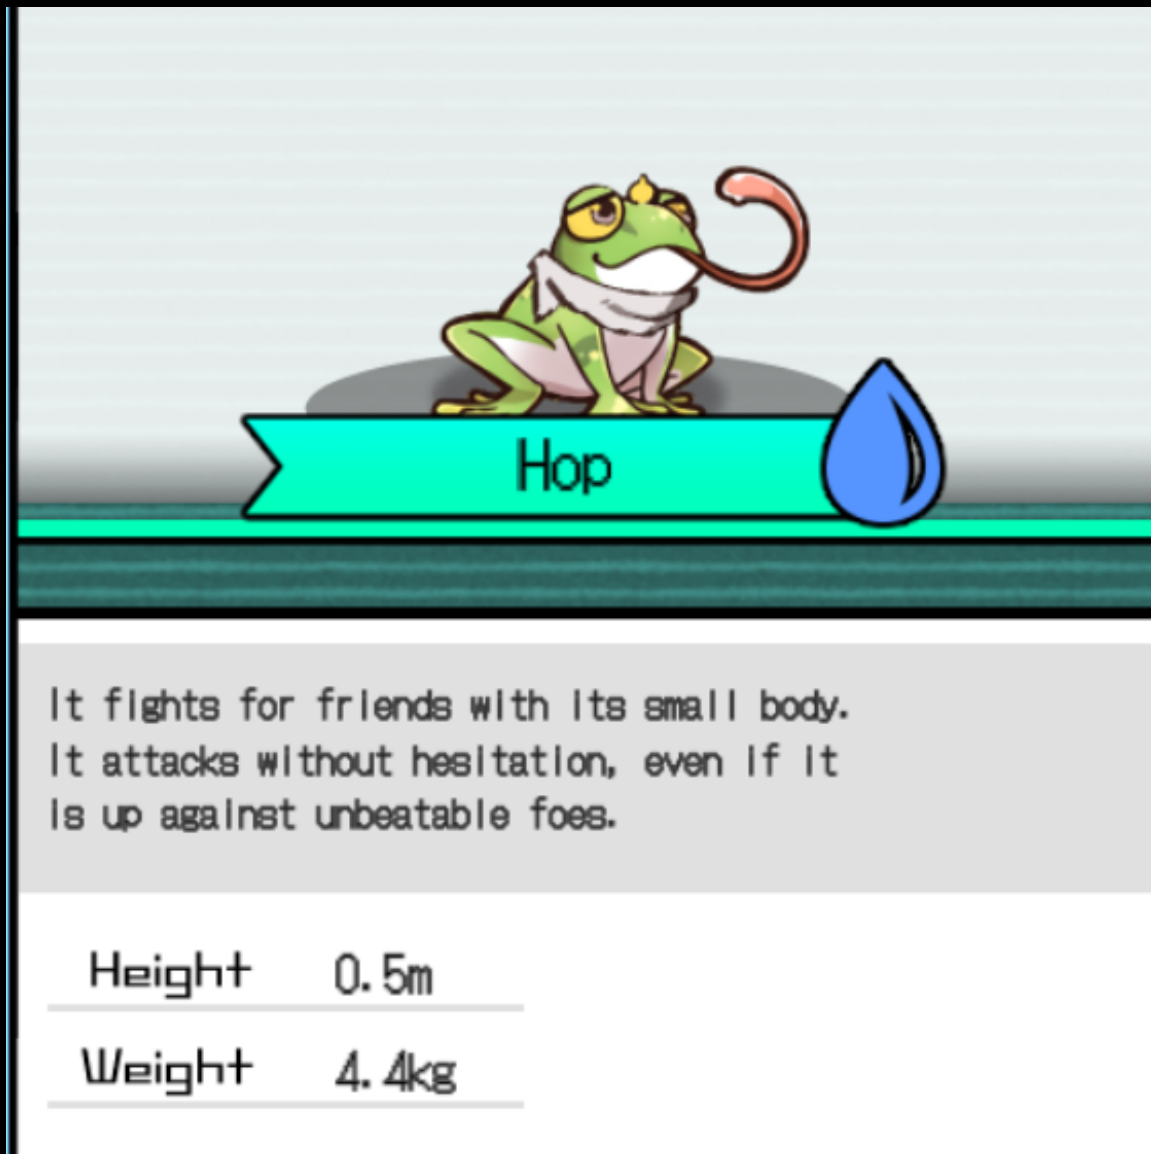 Hop
It fights for friends with its small body.
It attacks without hesitation, even if it
is up against unbeatable foes.
Height 0.5m
Weight 4.4kg